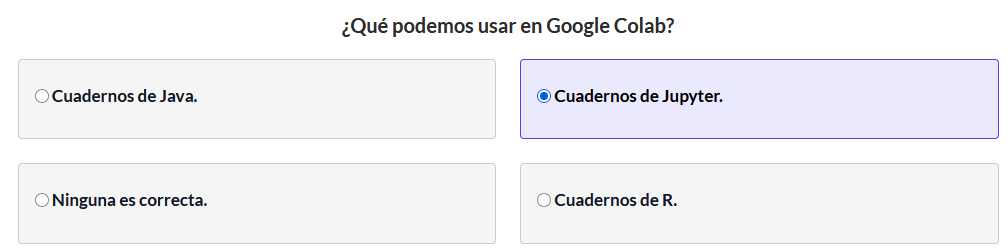 ¿Qué podemos usar en Google Colab?
Cuadernos de Java.
Cuadernos de Jupyter.
Ninguna es correcta.
Cuadernos de R.